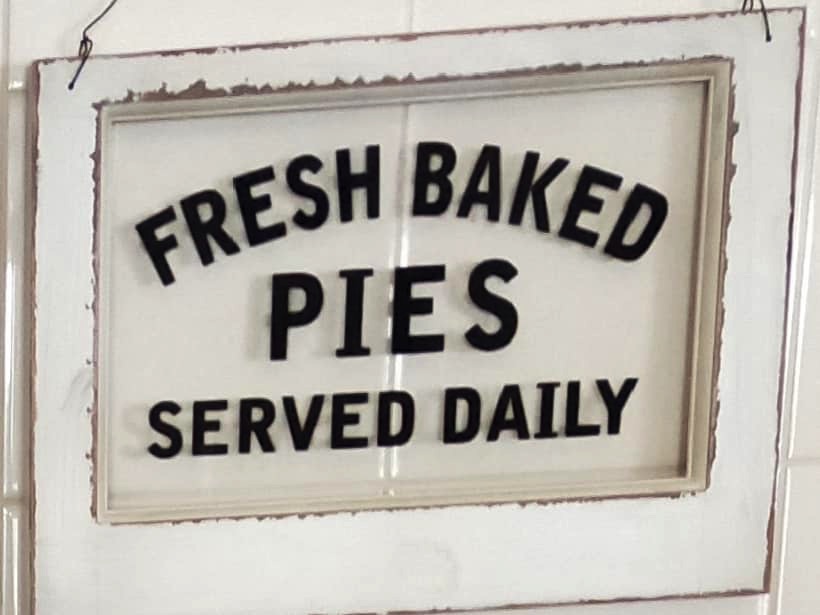 FRESH BAKED
PIES
SERVED DAILY